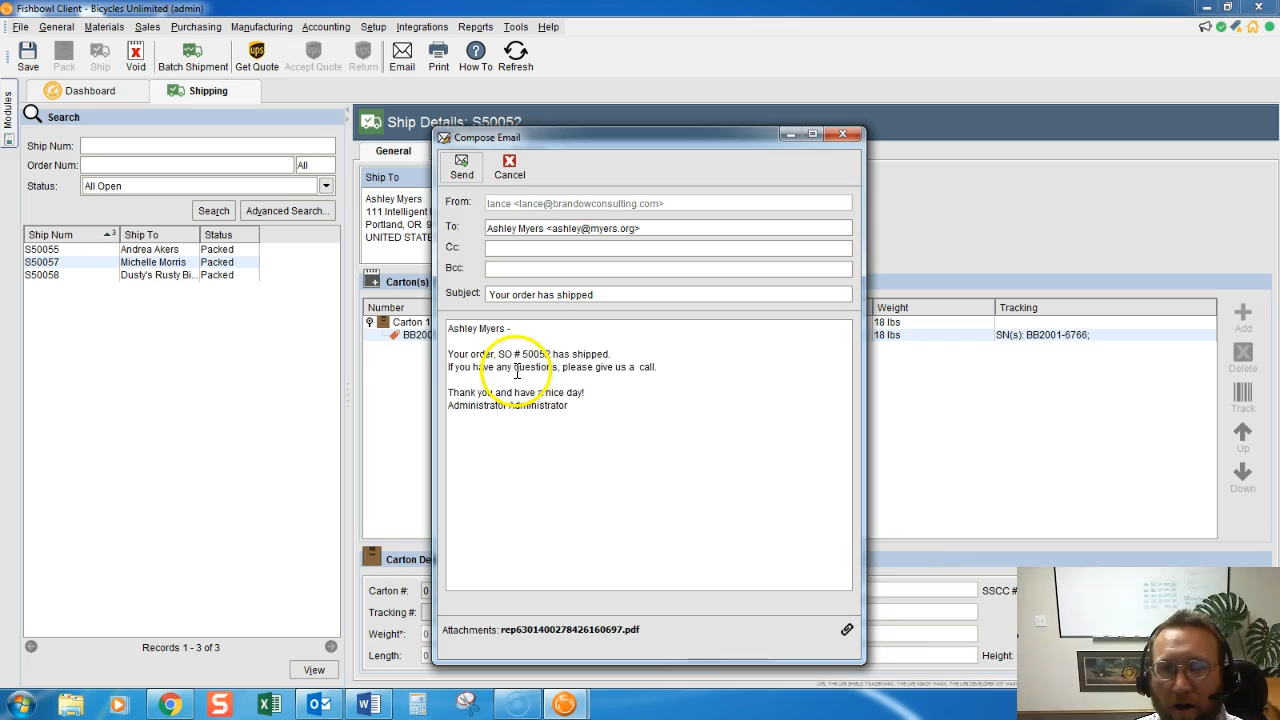 Fishbowl Client - Bicycles Unlimited (admin)
File General Materials Sales Purchasing Manufacturing Accounting Setup Integrations Reports Tools Help
Save Pack Ship Void Batch Shipment Get Quote Accept Quote Return Email Print How To Refresh
Modules
Dashboard Shipping
Search
Ship Num:
Order Num: All
Status: All Open
Search Advanced Search...
Ship Num 3 Ship To Status
S50055 Andrea Akers Packed
S50057 Michelle Morris Packed
S50058 Dusty's Rusty Bi... Packed
Records 1 - 3 of 3
View
Ship Details: S50052
General
Ship To
Ashley Myers
111 Intelligent
Portland, OR 9
UNITED STATE
Carton(s)
Number Weight Tracking
Carton 1 18 lbs
BB200 18 lbs SN(s): BB2001-6766;
Add
Delete
Track
Up
Down
Carton De
Carton #: 0 SSCC #
Tracking #:
Weight*: 0
Length: 0 Height:
Compose Email
Send Cancel
From: lance <lance@brandowconsulting.com>
To: Ashley Myers <ashley@myers.org>
Cc:
Bcc:
Subject: Your order has shipped
Ashley Myers -
Your order, SO # 50052 has shipped.
If you have any questions, please give us a call.
Thank you and have a nice day!
Administrator Administrator
Attachments: rep6301400278426160697.pdf